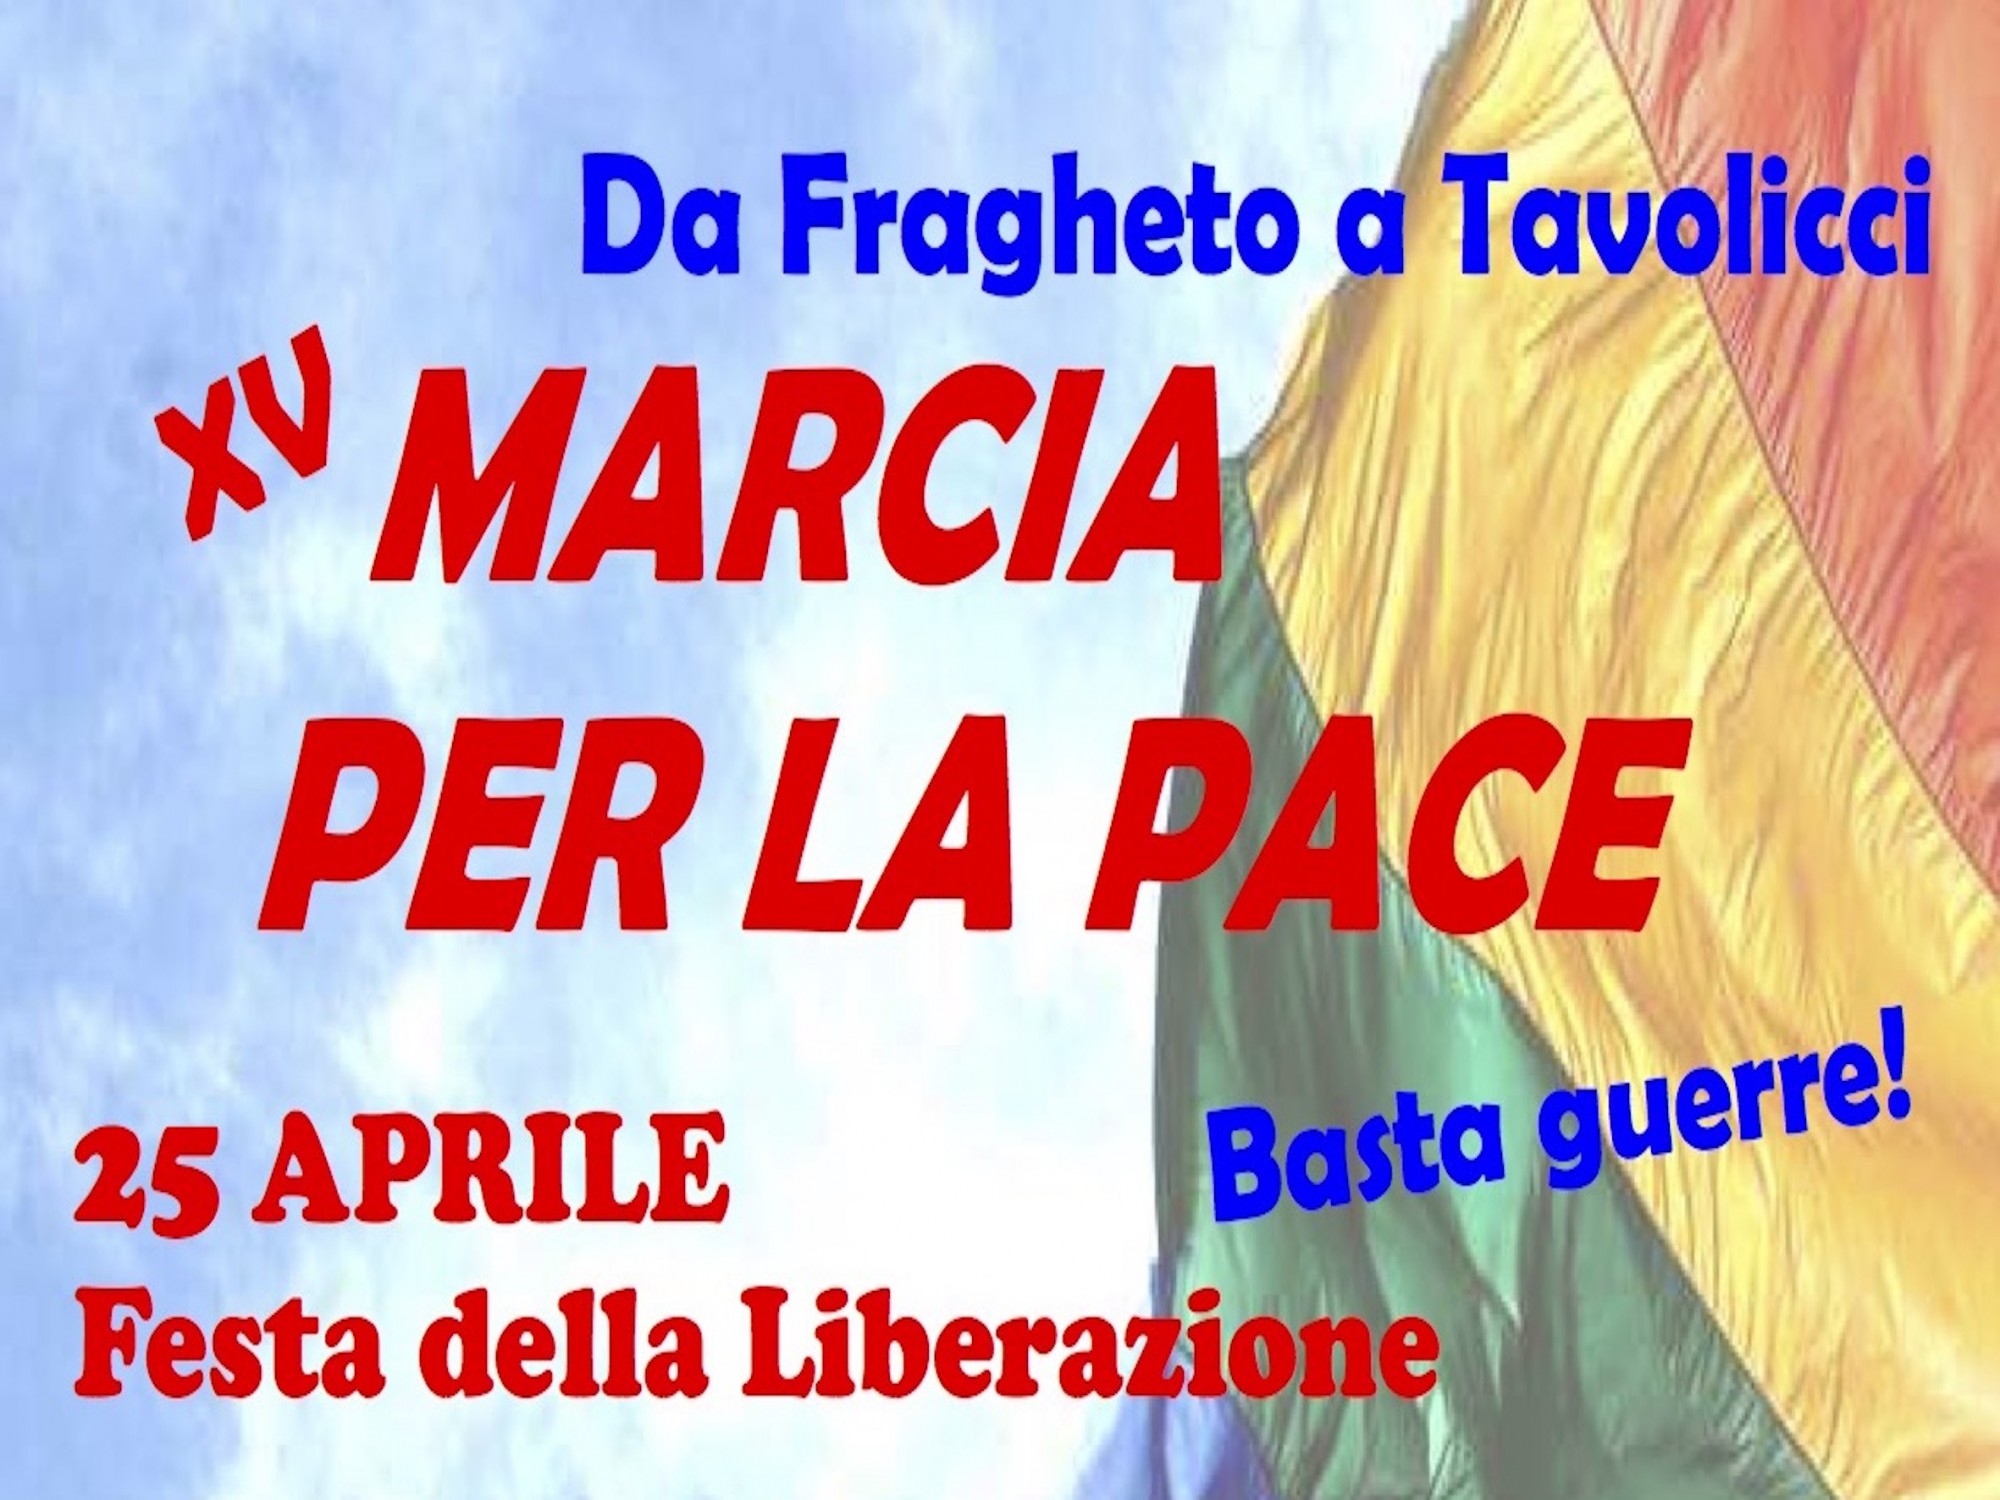 Da Fragheto a Tavolicci
XV MARCIA
PER LA PACE
Basta guerre!
25 APRILE
Festa della Liberazione